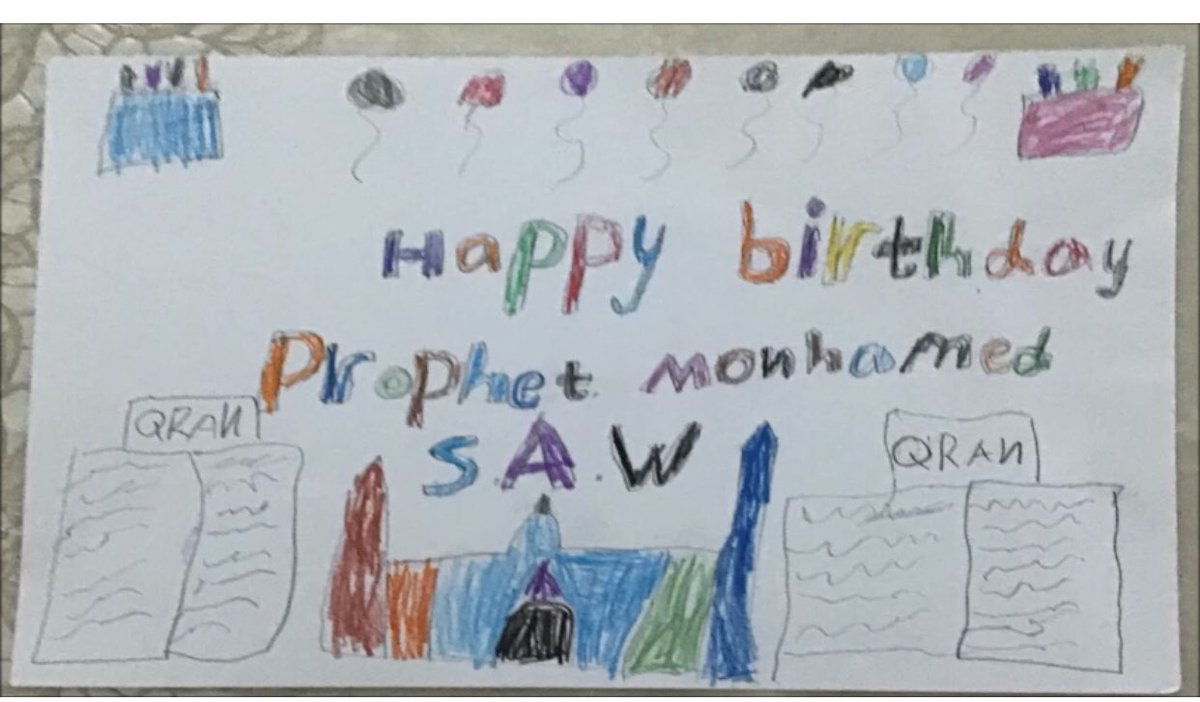 Happy birthday
Prophet Monhamed
S.A.W
QRAN
QRAN